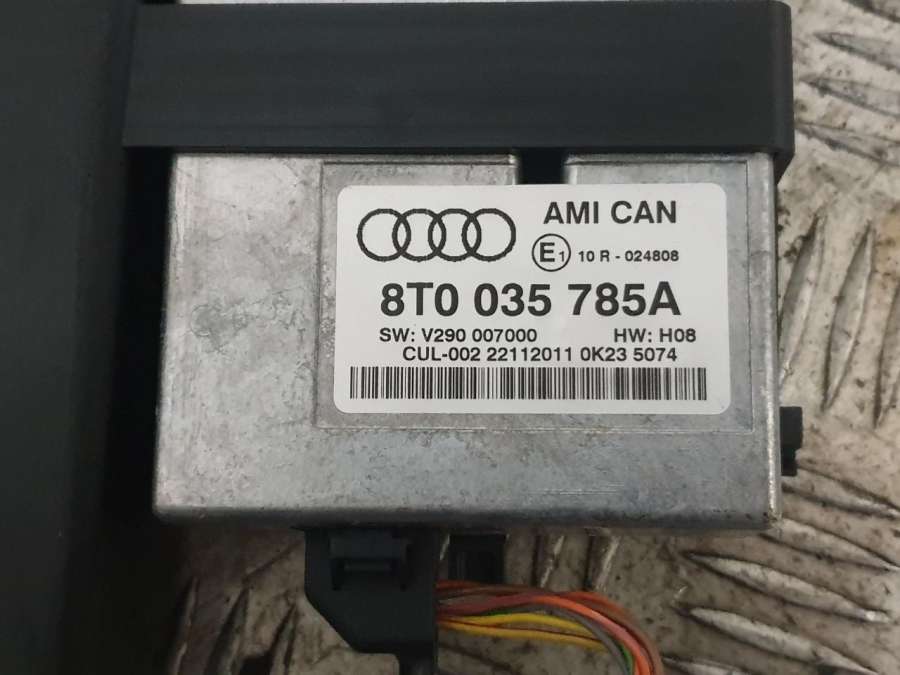 AMI CAN
E1 10 R - 024808
8T0 035 785A
SW: V290 007000 HW: H08
CUL-002 22112011 0K23 5074